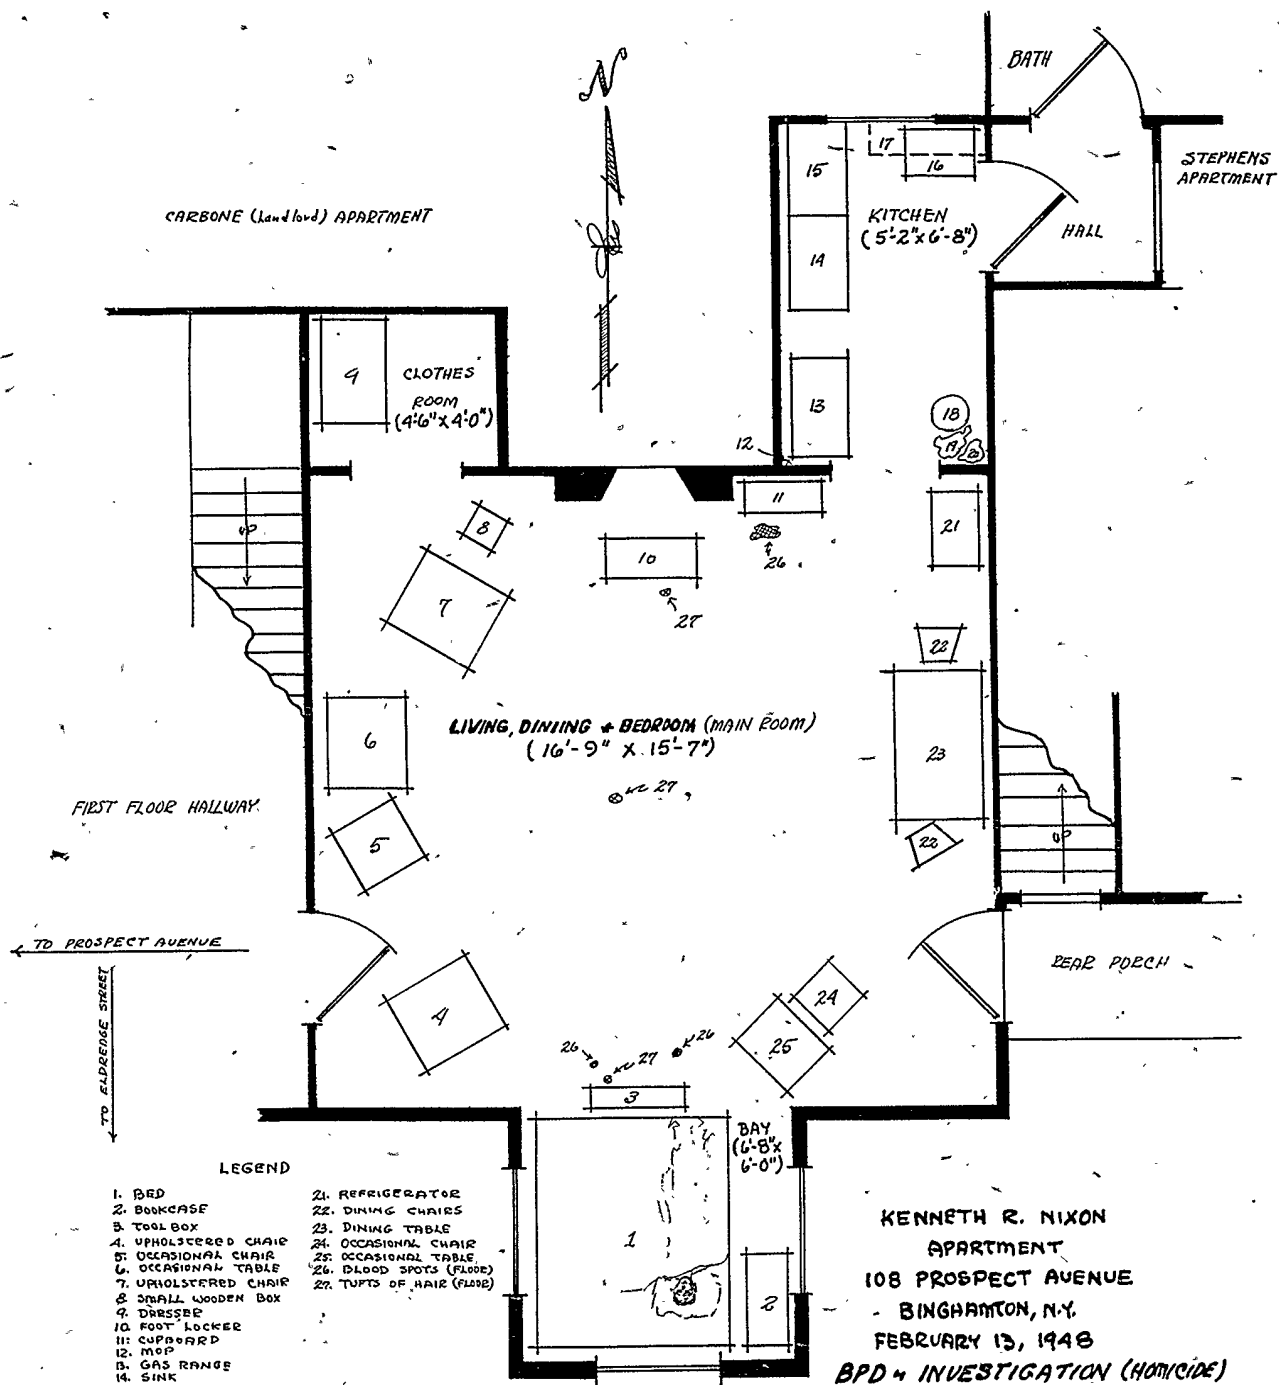 BATH
N
17
15
16
STEPHENS
APARTMENT
CARBONE (Landlord) APARTMENT
KITCHEN
(5'-2" x 6'-8")
HALL
14
9
CLOTHES
ROOM
(4'-6" x 4'-0")
13
18
12
19
20
11
8
21
UP
10
26
7
27
22
LIVING, DINING & BEDROOM (MAIN ROOM)
(16'-9" X 15'-7")
6
23
27
FIRST FLOOR HALLWAY
5
22
UP
TO PROSPECT AVENUE
REAR PORCH
TO ELDREDGE STREET
4
24
25
26
27
26
3
BAY
(6'-8" x
6'-0")
1
2
LEGEND
1. BED
2. BOOKCASE
3. TOOL BOX
4. UPHOLSTERED CHAIR
5. OCCASIONAL CHAIR
6. OCCASIONAL TABLE
7. UPHOLSTERED CHAIR
8. SMALL WOODEN BOX
9. DRESSER
10. FOOT LOCKER
11. CUPBOARD
12. MOP
13. GAS RANGE
14. SINK
21. REFRIGERATOR
22. DINING CHAIRS
23. DINING TABLE
24. OCCASIONAL CHAIR
25. OCCASIONAL TABLE
26. BLOOD SPOTS (FLOOR)
27. TUFTS OF HAIR (FLOOR)
KENNETH R. NIXON
APARTMENT
108 PROSPECT AVENUE
BINGHAMTON, N.Y.
FEBRUARY 13, 1948
BPD - INVESTIGATION (HOMICIDE)